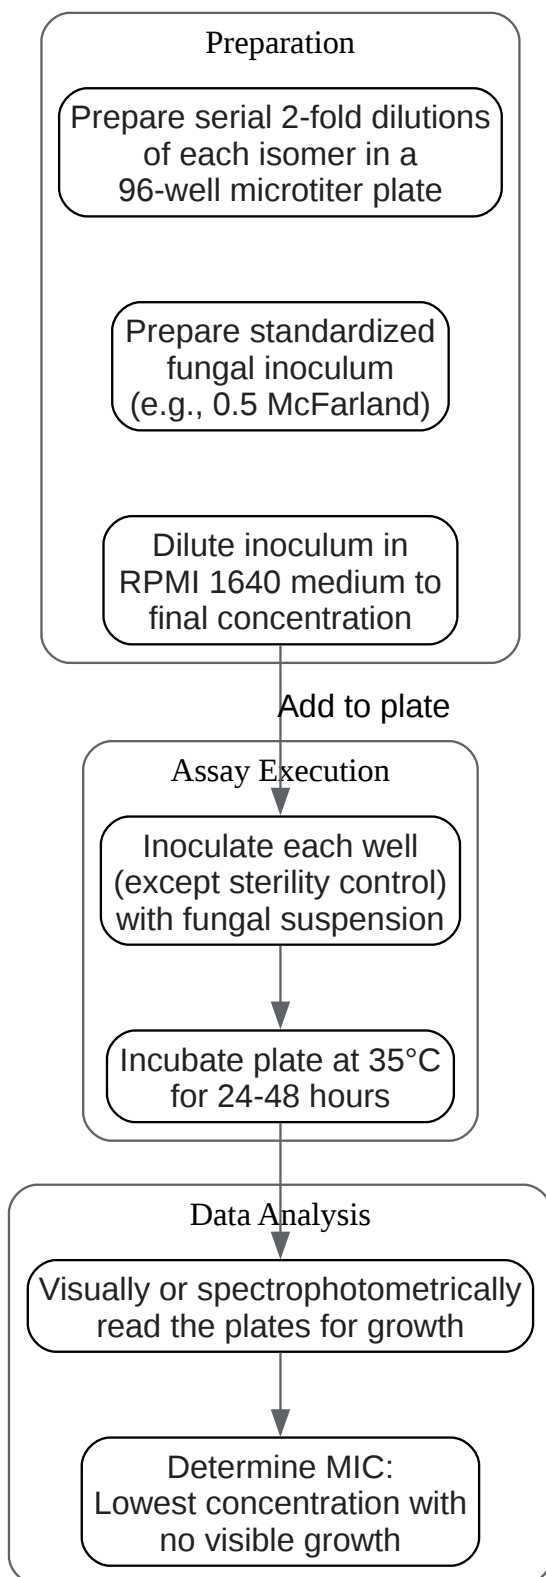 Preparation
Prepare serial 2-fold dilutions
of each isomer in a
96-well microtiter plate
Prepare standardized
fungal inoculum
(e.g., 0.5 McFarland)
Dilute inoculum in
RPMI 1640 medium to
final concentration
Add to plate
Assay Execution
Inoculate each well
(except sterility control)
with fungal suspension
Incubate plate at 35°C
for 24-48 hours
Data Analysis
Visually or spectrophotometrically
read the plates for growth
Determine MIC:
Lowest concentration with
no visible growth